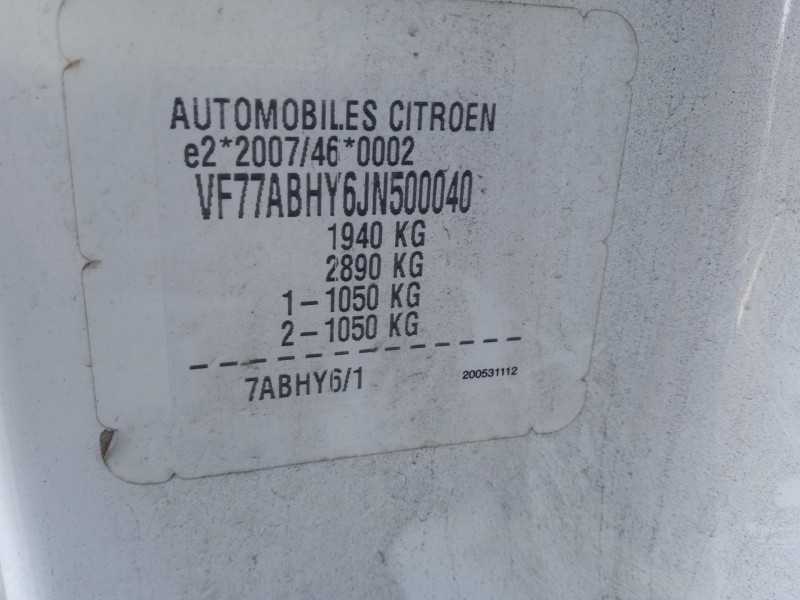 AUTOMOBILES CITROEN
e2*2007/46*0002
VF77ABHY6JN500040
1940 KG
2890 KG
1-1050 KG
2-1050 KG
7ABHY6/1
200531112